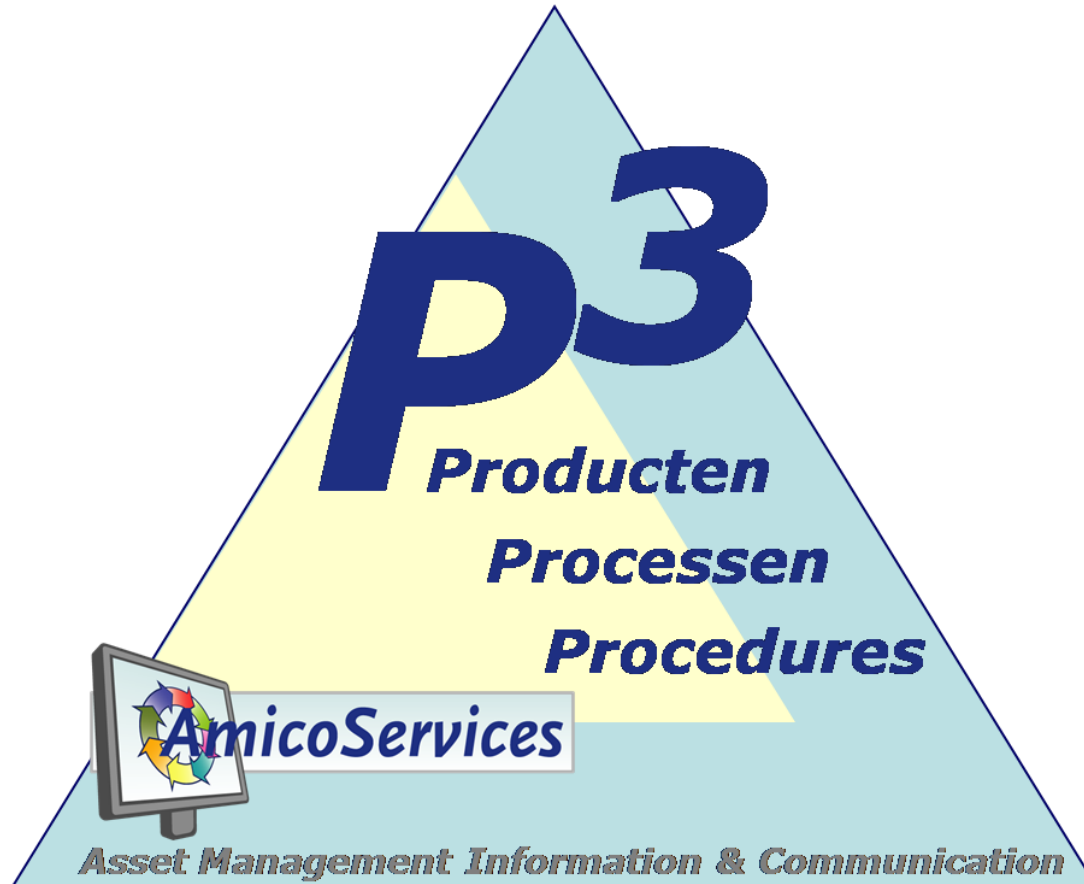 P3
Producten
Processen
Procedures
AmicoServices
Asset Management Information & Communication